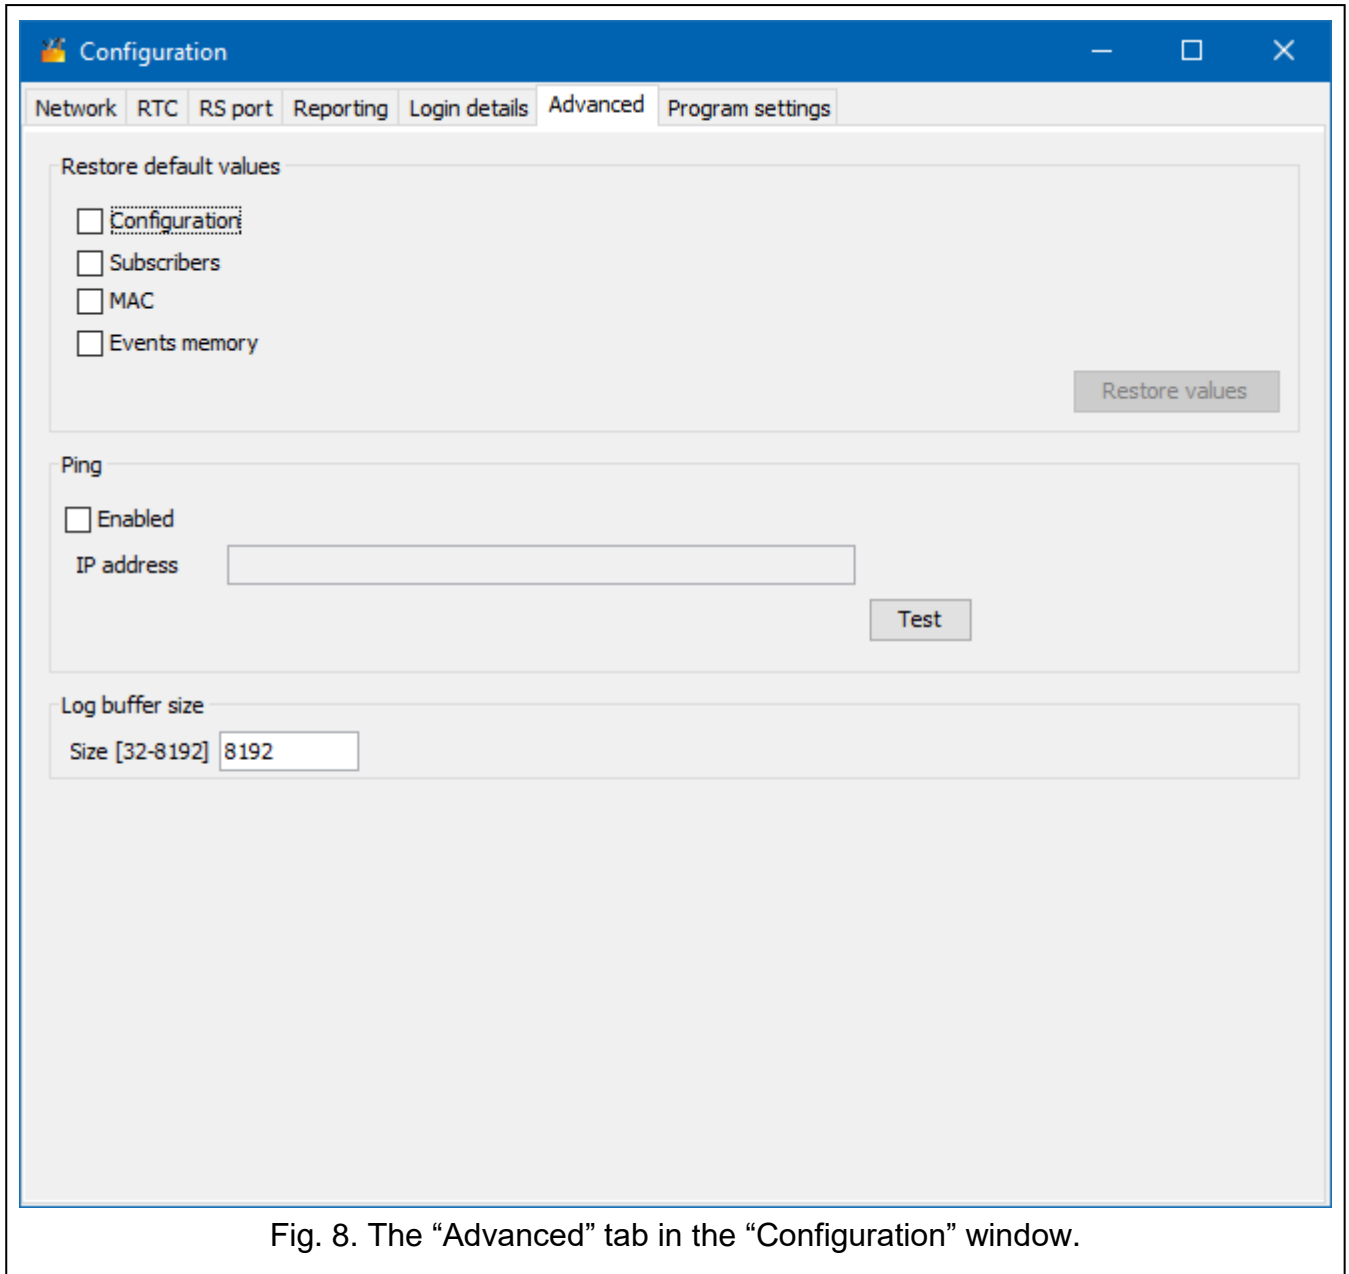 Configuration
Network RTC RS port Reporting Login details Advanced Program settings
Restore default values
Configuration
Subscribers
MAC
Events memory
Restore values
Ping
Enabled
IP address
Test
Log buffer size
Size [32-8192] 8192
Fig. 8. The “Advanced” tab in the “Configuration” window.